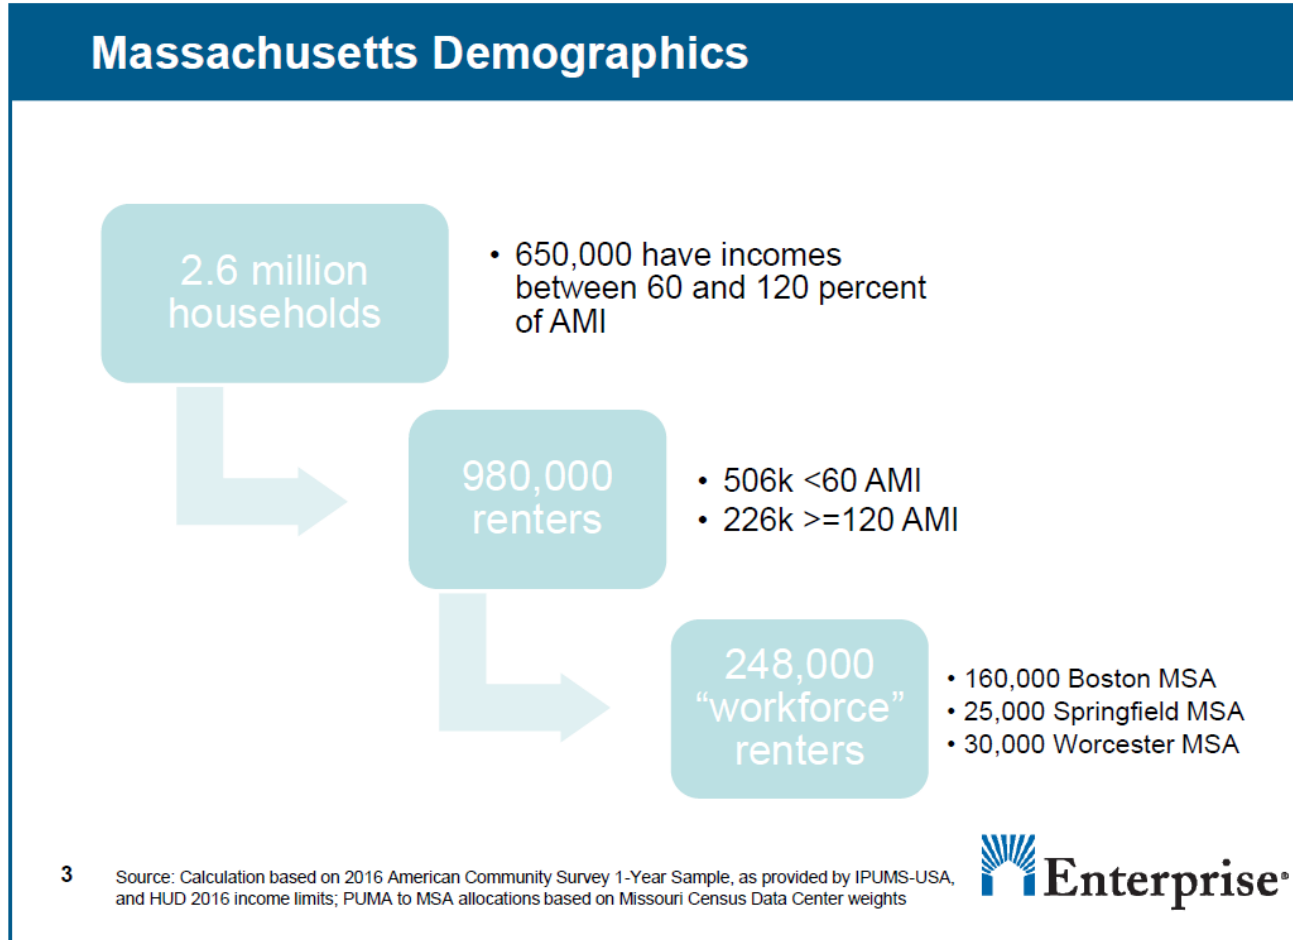 Massachusetts Demographics
2.6 million
households
• 650,000 have incomes
between 60 and 120 percent
of AMI
980,000
renters
• 506k <60 AMI
• 226k >=120 AMI
248,000
“workforce”
renters
• 160,000 Boston MSA
• 25,000 Springfield MSA
• 30,000 Worcester MSA
3
Source: Calculation based on 2016 American Community Survey 1-Year Sample, as provided by IPUMS-USA,
and HUD 2016 income limits; PUMA to MSA allocations based on Missouri Census Data Center weights
Enterprise®